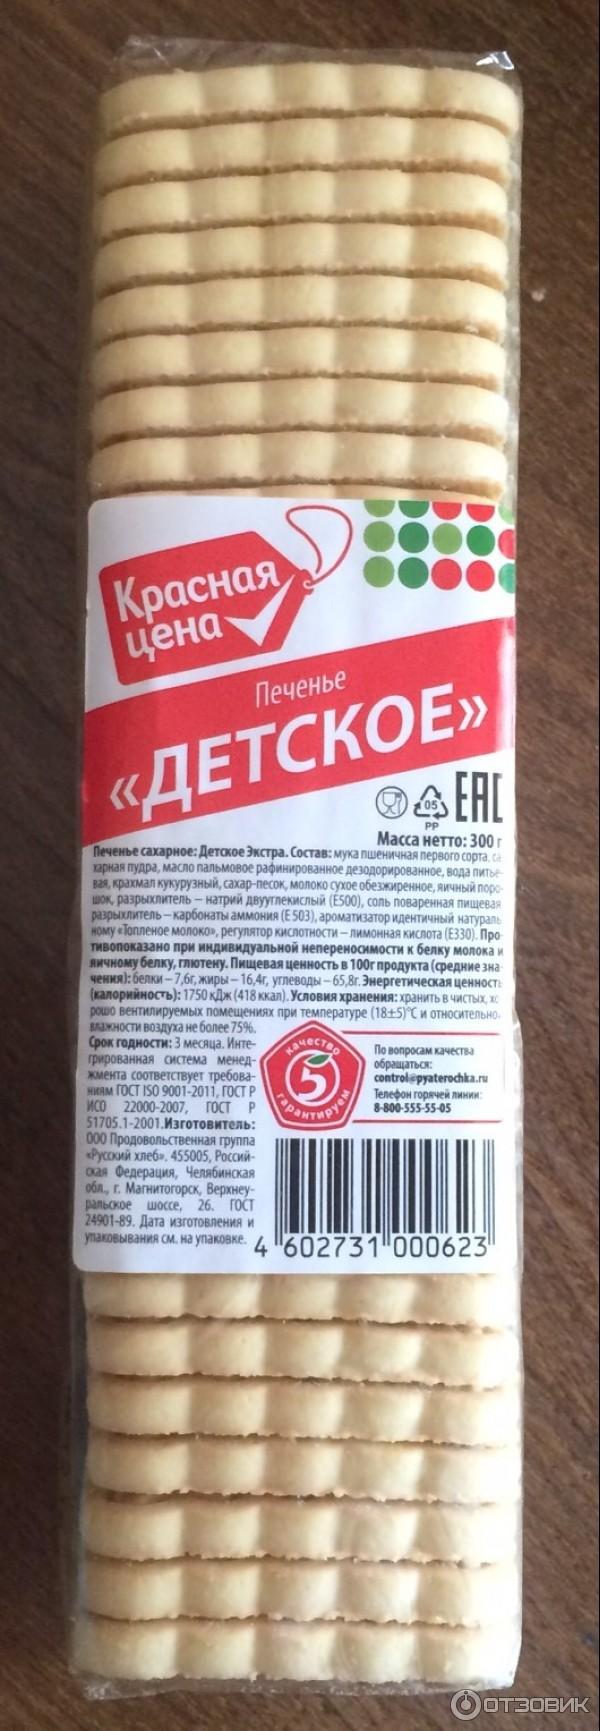 Красная
цена
Печенье
«ДЕТСКОЕ»
05
PP
EAC
Масса нетто: 300 г
Печенье сахарное: Детское Экстра. Состав: мука пшеничная первого сорта, са-
харная пудра, масло пальмовое рафинированное дезодорированное, вода питье-
вая, крахмал кукурузный, сахар-песок, молоко сухое обезжиренное, яичный поро-
шок, разрыхлитель – натрий двууглекислый (Е500), соль поваренная пищевая
разрыхлитель – карбонаты аммония (Е 503), ароматизатор идентичный натураль-
ному «Топленое молоко», регулятор кислотности – лимонная кислота (Е330). Про-
тивопоказано при индивидуальной непереносимости к белку молока и
яичному белку, глютену. Пищевая ценность в 100г продукта (средние зна-
чения): белки – 7,6г, жиры – 16,4г, углеводы – 65,8г. Энергетическая ценность
(калорийность): 1750 кДж (418 ккал). Условия хранения: хранить в чистых, хо-
рошо вентилируемых помещениях при температуре (18±5)°С и относительно-
влажности воздуха не более 75%.
Срок годности: 3 месяца. Инте-
грированная система менед-
жмента соответствует требова-
ниям ГОСТ ISO 9001-2011, ГОСТ Р
ИСО 22000-2007, ГОСТ Р
51705.1-2001. Изготовитель:
ООО Продовольственная группа
«Русский хлеб». 455005, Россий-
ская Федерация, Челябинская
обл., г. Магнитогорск, Верхнеу-
ральское шоссе, 26. ГОСТ
24901-89. Дата изготовления и
упаковывания см. на упаковке.
качество
5
гарантируем
По вопросам качества
обращаться:
control@pyaterochka.ru
Телефон горячей линии:
8-800-555-55-05
4 602731 000623
ОТЗОВИК